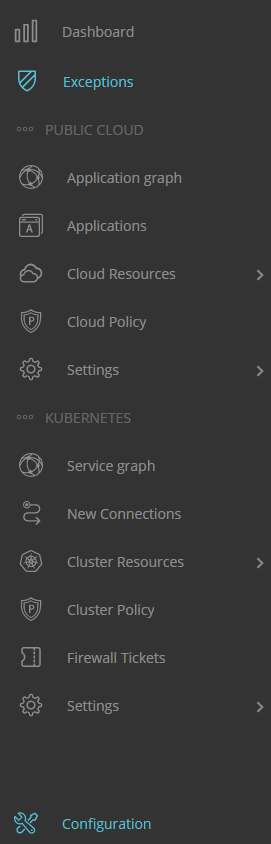 Dashboard
Exceptions
PUBLIC CLOUD
Application graph
A
Applications
Cloud Resources
P
Cloud Policy
Settings
KUBERNETES
Service graph
New Connections
Cluster Resources
P
Cluster Policy
Firewall Tickets
Settings
Configuration